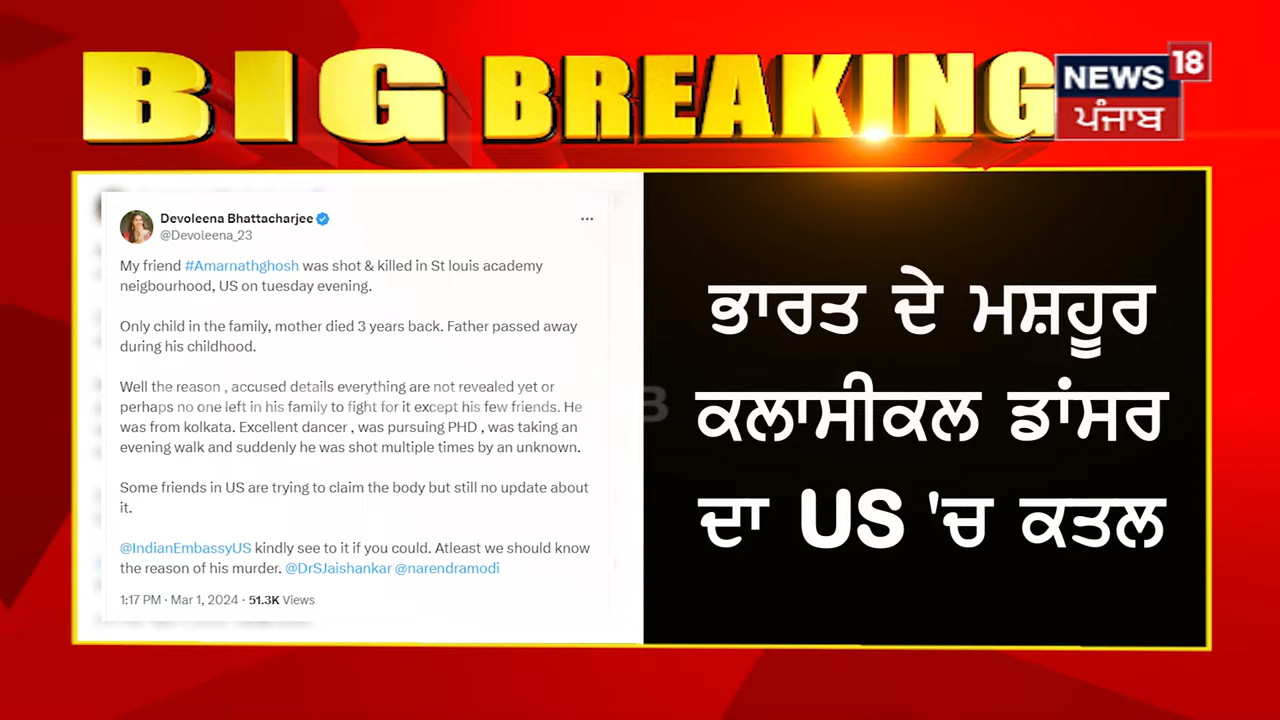 BIG BREAKING
NEWS 18
ਪੰਜਾਬ
Devoleena Bhattacharjee
@Devoleena_23
My friend #Amarnathghosh was shot & killed in St louis academy
neigbourhood, US on tuesday evening.
Only child in the family, mother died 3 years back. Father passed away
during his childhood.
Well the reason , accused details everything are not revealed yet or
perhaps no one left in his family to fight for it except his few friends. He
was from kolkata. Excellent dancer , was pursuing PHD , was taking an
evening walk and suddenly he was shot multiple times by an unknown.
Some friends in US are trying to claim the body but still no update about
it.
@IndianEmbassyUS kindly see to it if you could. Atleast we should know
the reason of his murder. @DrSJaishankar @narendramodi
1:17 PM · Mar 1, 2024 · 51.3K Views
ਭਾਰਤ ਦੇ ਮਸ਼ਹੂਰ
ਕਲਾਸੀਕਲ ਡਾਂਸਰ
ਦਾ US 'ਚ ਕਤਲ